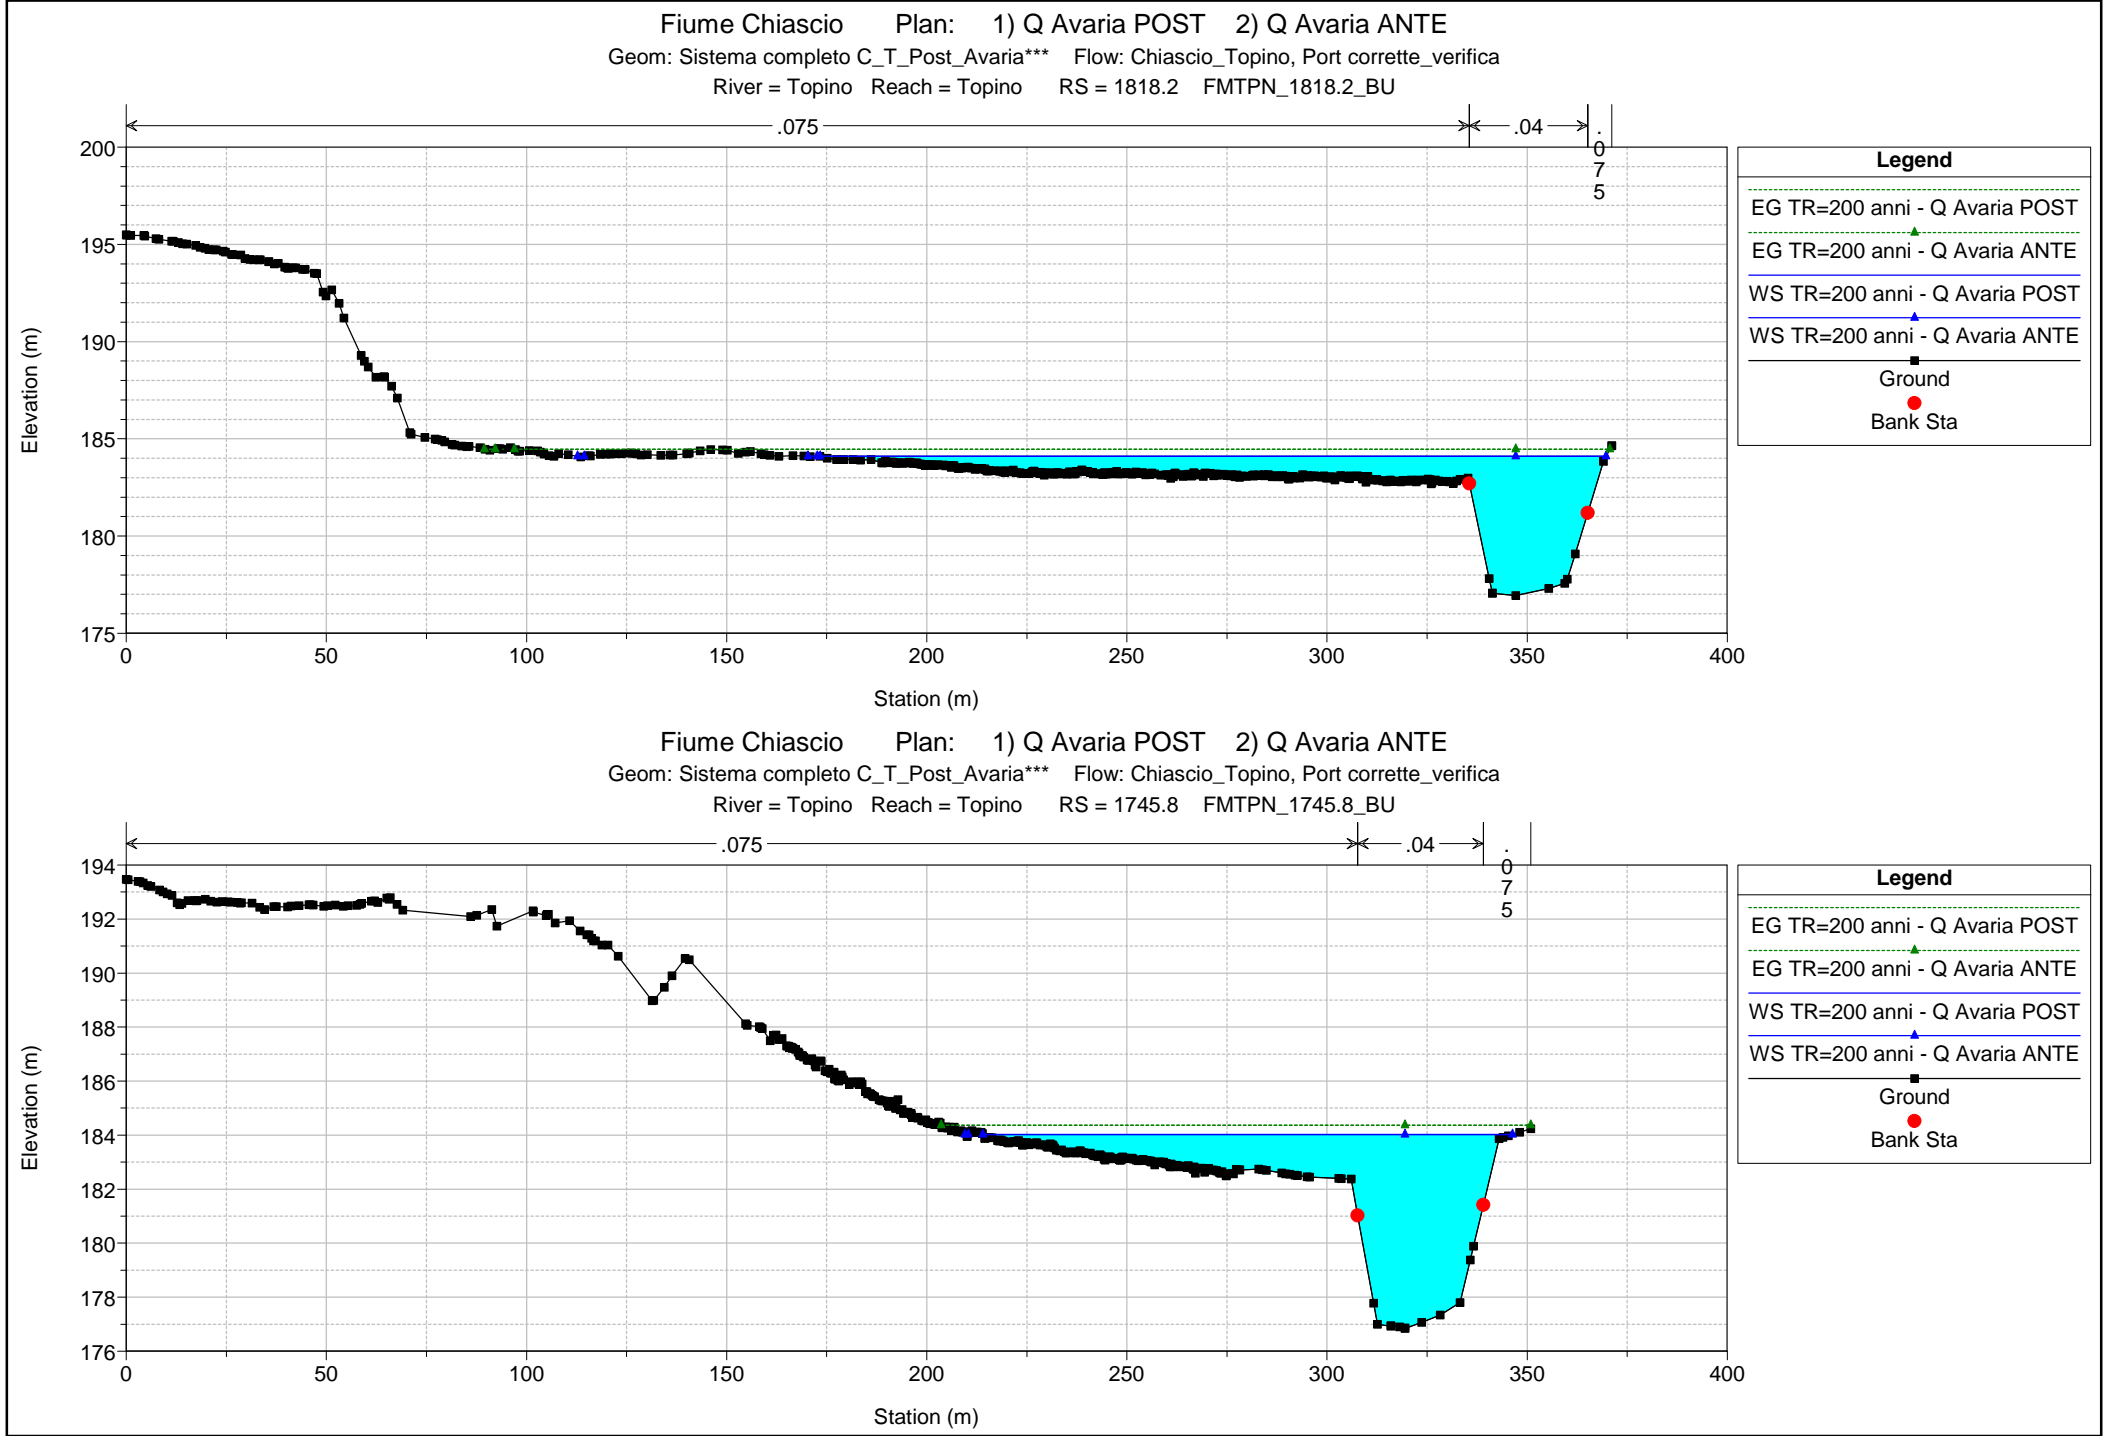 Fiume Chiascio Plan: 1) Q Avaria POST 2) Q Avaria ANTE
Geom: Sistema completo C_T_Post_Avaria*** Flow: Chiascio_Topino, Port corrette_verifica
River = Topino Reach = Topino RS = 1818.2 FMTPN_1818.2_BU
.075 .04 .075
200
195
190
185
180
175
Elevation (m)
0 50 100 150 200 250 300 350 400
Station (m)
Legend
EG TR=200 anni - Q Avaria POST
EG TR=200 anni - Q Avaria ANTE
WS TR=200 anni - Q Avaria POST
WS TR=200 anni - Q Avaria ANTE
Ground
Bank Sta
Fiume Chiascio Plan: 1) Q Avaria POST 2) Q Avaria ANTE
Geom: Sistema completo C_T_Post_Avaria*** Flow: Chiascio_Topino, Port corrette_verifica
River = Topino Reach = Topino RS = 1745.8 FMTPN_1745.8_BU
.075 .04 .075
194
192
190
188
186
184
182
180
178
176
Elevation (m)
0 50 100 150 200 250 300 350 400
Station (m)
Legend
EG TR=200 anni - Q Avaria POST
EG TR=200 anni - Q Avaria ANTE
WS TR=200 anni - Q Avaria POST
WS TR=200 anni - Q Avaria ANTE
Ground
Bank Sta